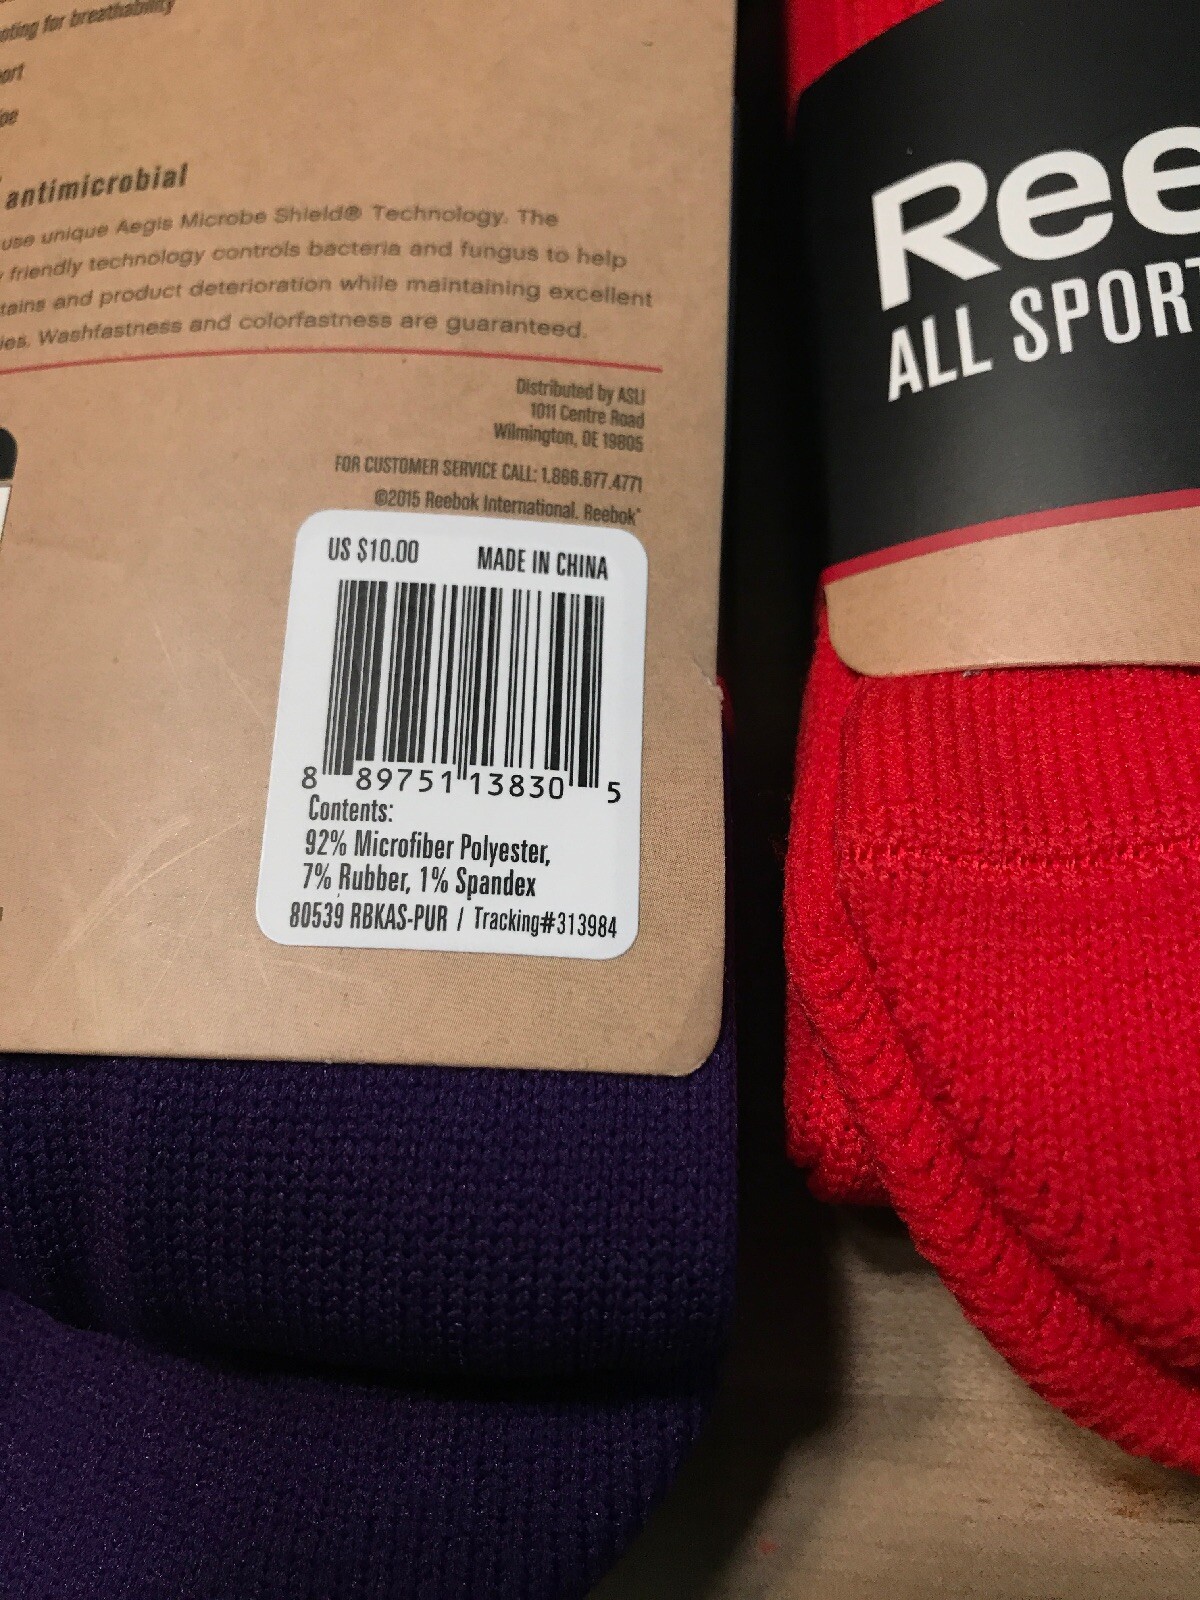 for breathability
antimicrobial
use unique Aegis Microbe Shield® Technology. The
friendly technology controls bacteria and fungus to help
tains and product deterioration while maintaining excellent
ies. Washfastness and colorfastness are guaranteed.
Distributed by ASLI
1011 Centre Road
Wilmington, DE 19805
FOR CUSTOMER SERVICE CALL: 1.866.677.4771
©2015 Reebok International. Reebok
US $10.00 MADE IN CHINA
8 89751 13830 5
Contents:
92% Microfiber Polyester,
7% Rubber, 1% Spandex
80539 RBKAS-PUR / Tracking#313984
Ree
ALL SPORT